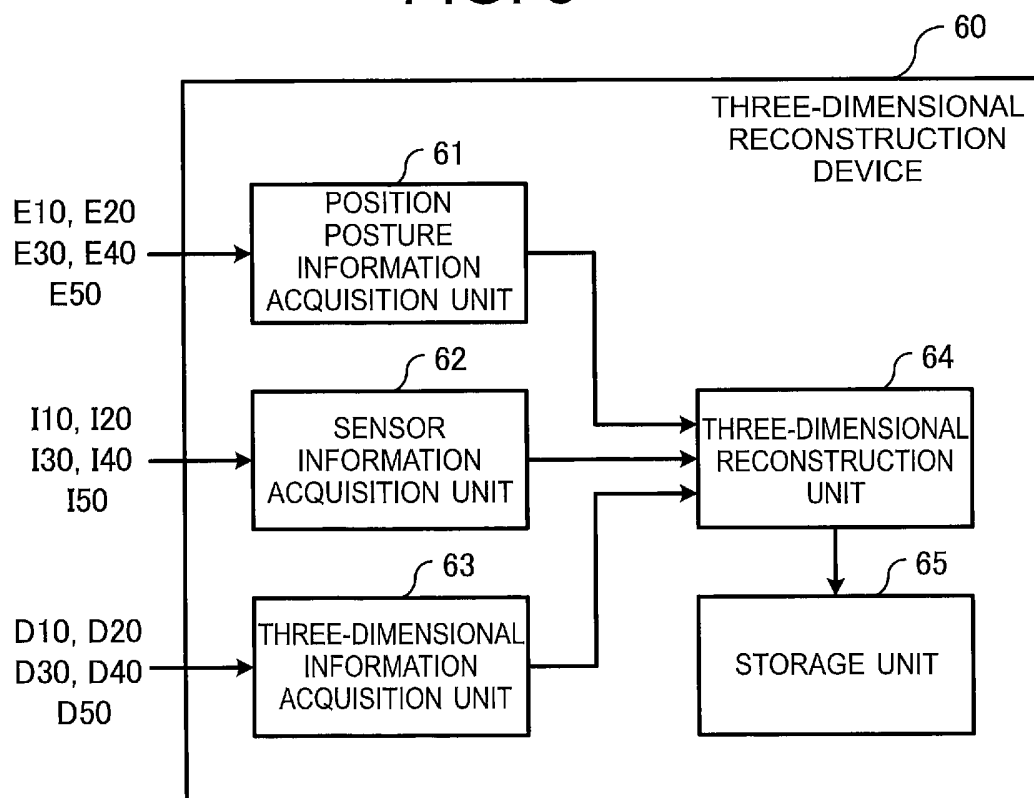 60
THREE-DIMENSIONAL
RECONSTRUCTION
DEVICE
61
POSITION
POSTURE
INFORMATION
ACQUISITION UNIT
E10, E20
E30, E40
E50
62
SENSOR
INFORMATION
ACQUISITION UNIT
I10, I20
I30, I40
I50
64
THREE-DIMENSIONAL
RECONSTRUCTION
UNIT
63
THREE-DIMENSIONAL
INFORMATION
ACQUISITION UNIT
D10, D20
D30, D40
D50
65
STORAGE UNIT